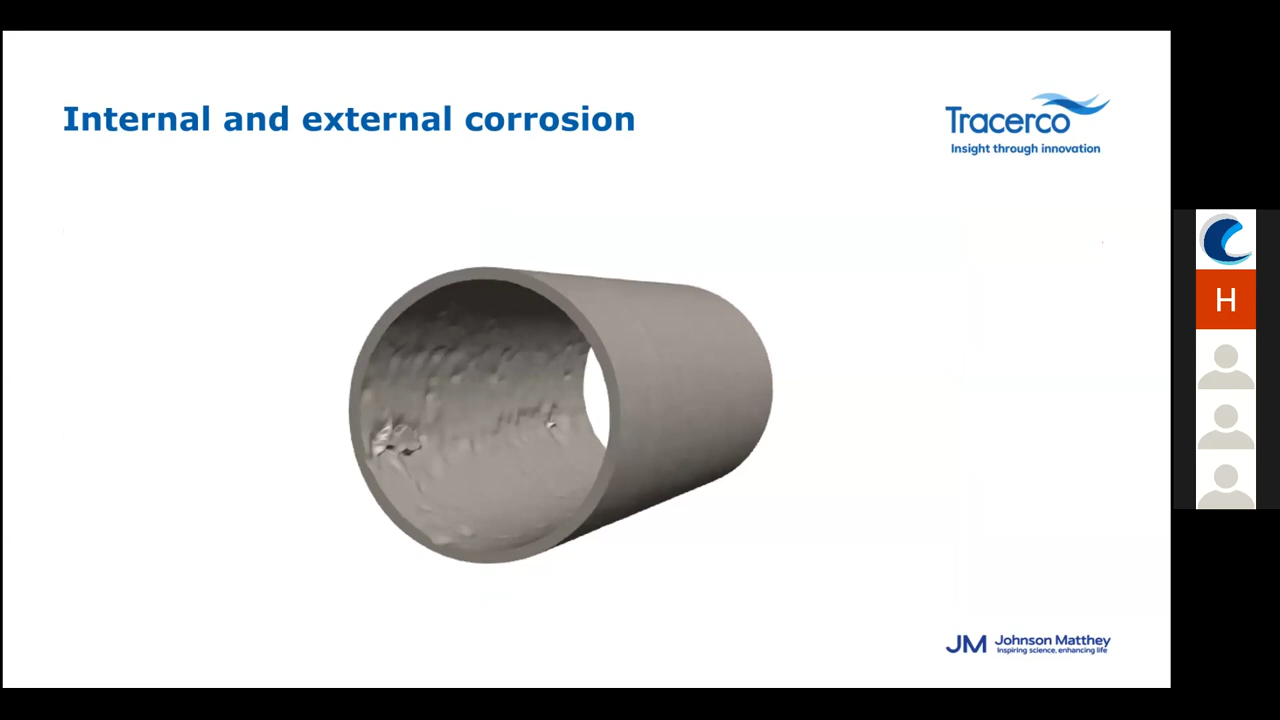 Internal and external corrosion
Tracerco
Insight through innovation
H
JM Johnson Matthey
Inspiring science, enhancing life